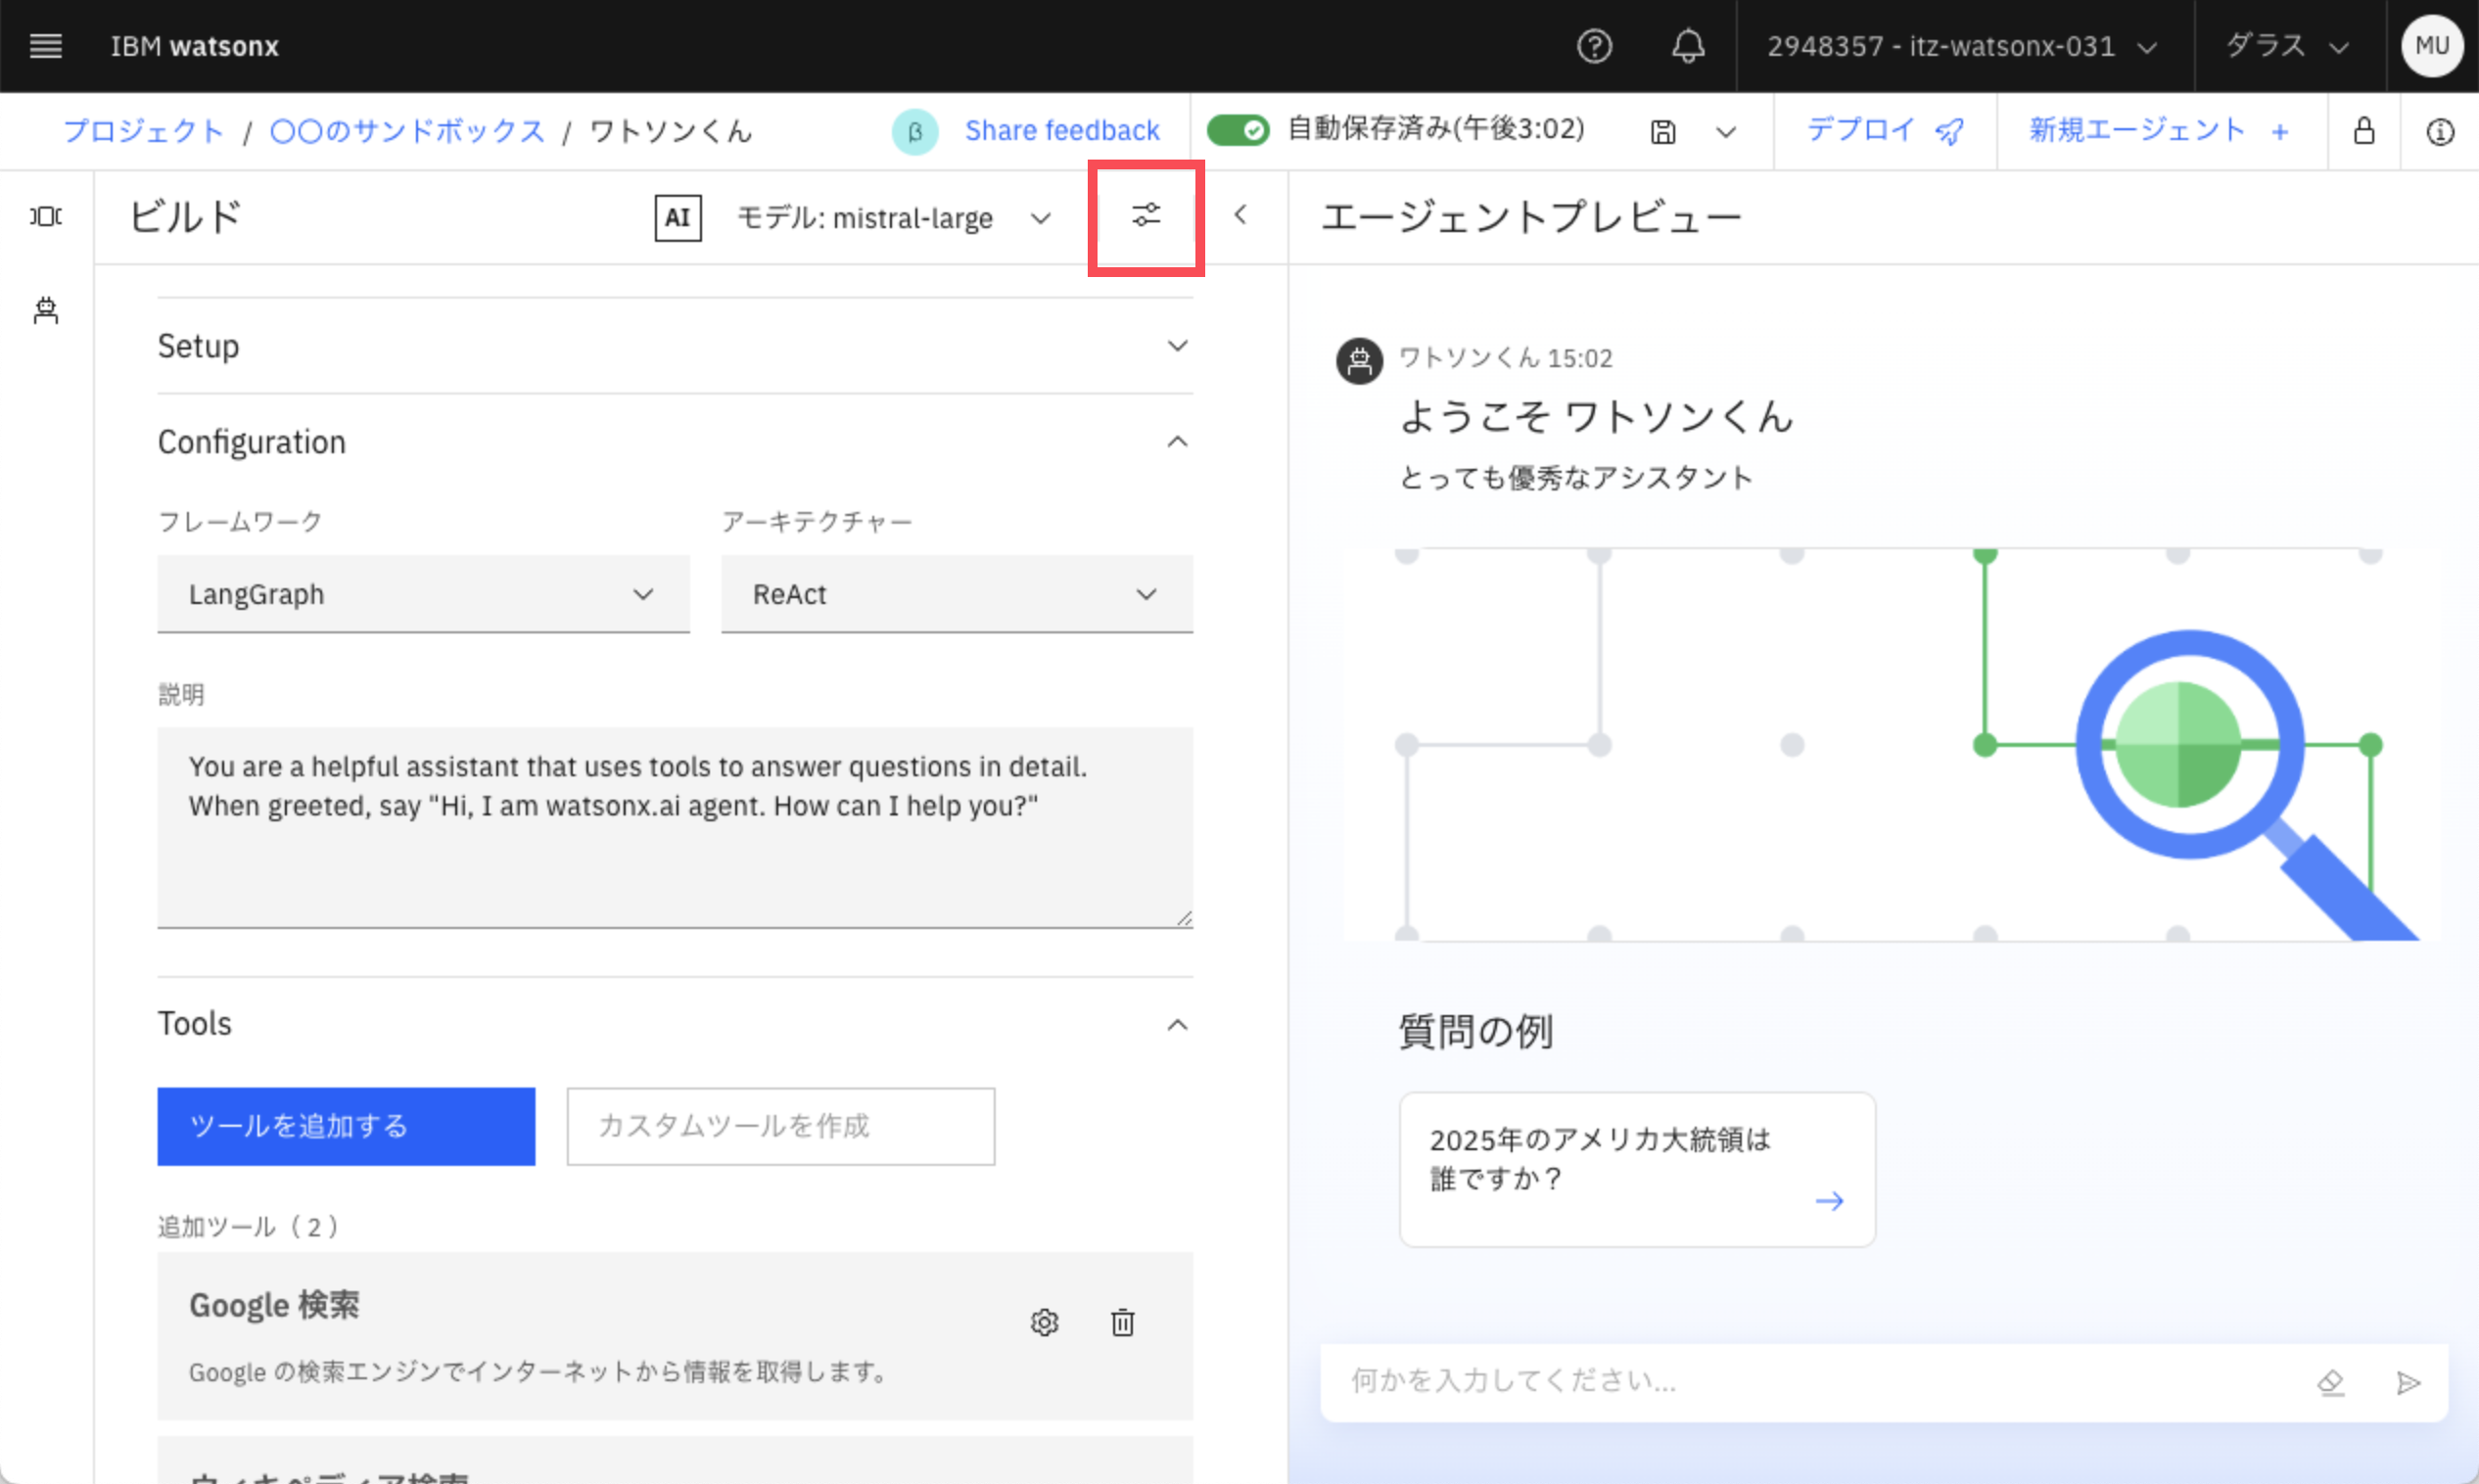 IBM watsonx
2948357 - itz-watsonx-031
ダラス
MU
プロジェクト / 〇〇のサンドボックス / ワトソンくん
β
Share feedback
自動保存済み(午後3:02)
デプロイ
新規エージェント +
ビルド
AI
モデル: mistral-large
エージェントプレビュー
Setup
Configuration
フレームワーク
アーキテクチャー
LangGraph
ReAct
説明
You are a helpful assistant that uses tools to answer questions in detail.
When greeted, say "Hi, I am watsonx.ai agent. How can I help you?"
Tools
ツールを追加する
カスタムツールを作成
追加ツール（2）
Google 検索
Google の検索エンジンでインターネットから情報を取得します。
ウィキペディア検索
ワトソンくん 15:02
ようこそ ワトソンくん
とっても優秀なアシスタント
質問の例
2025年のアメリカ大統領は
誰ですか？
何かを入力してください...